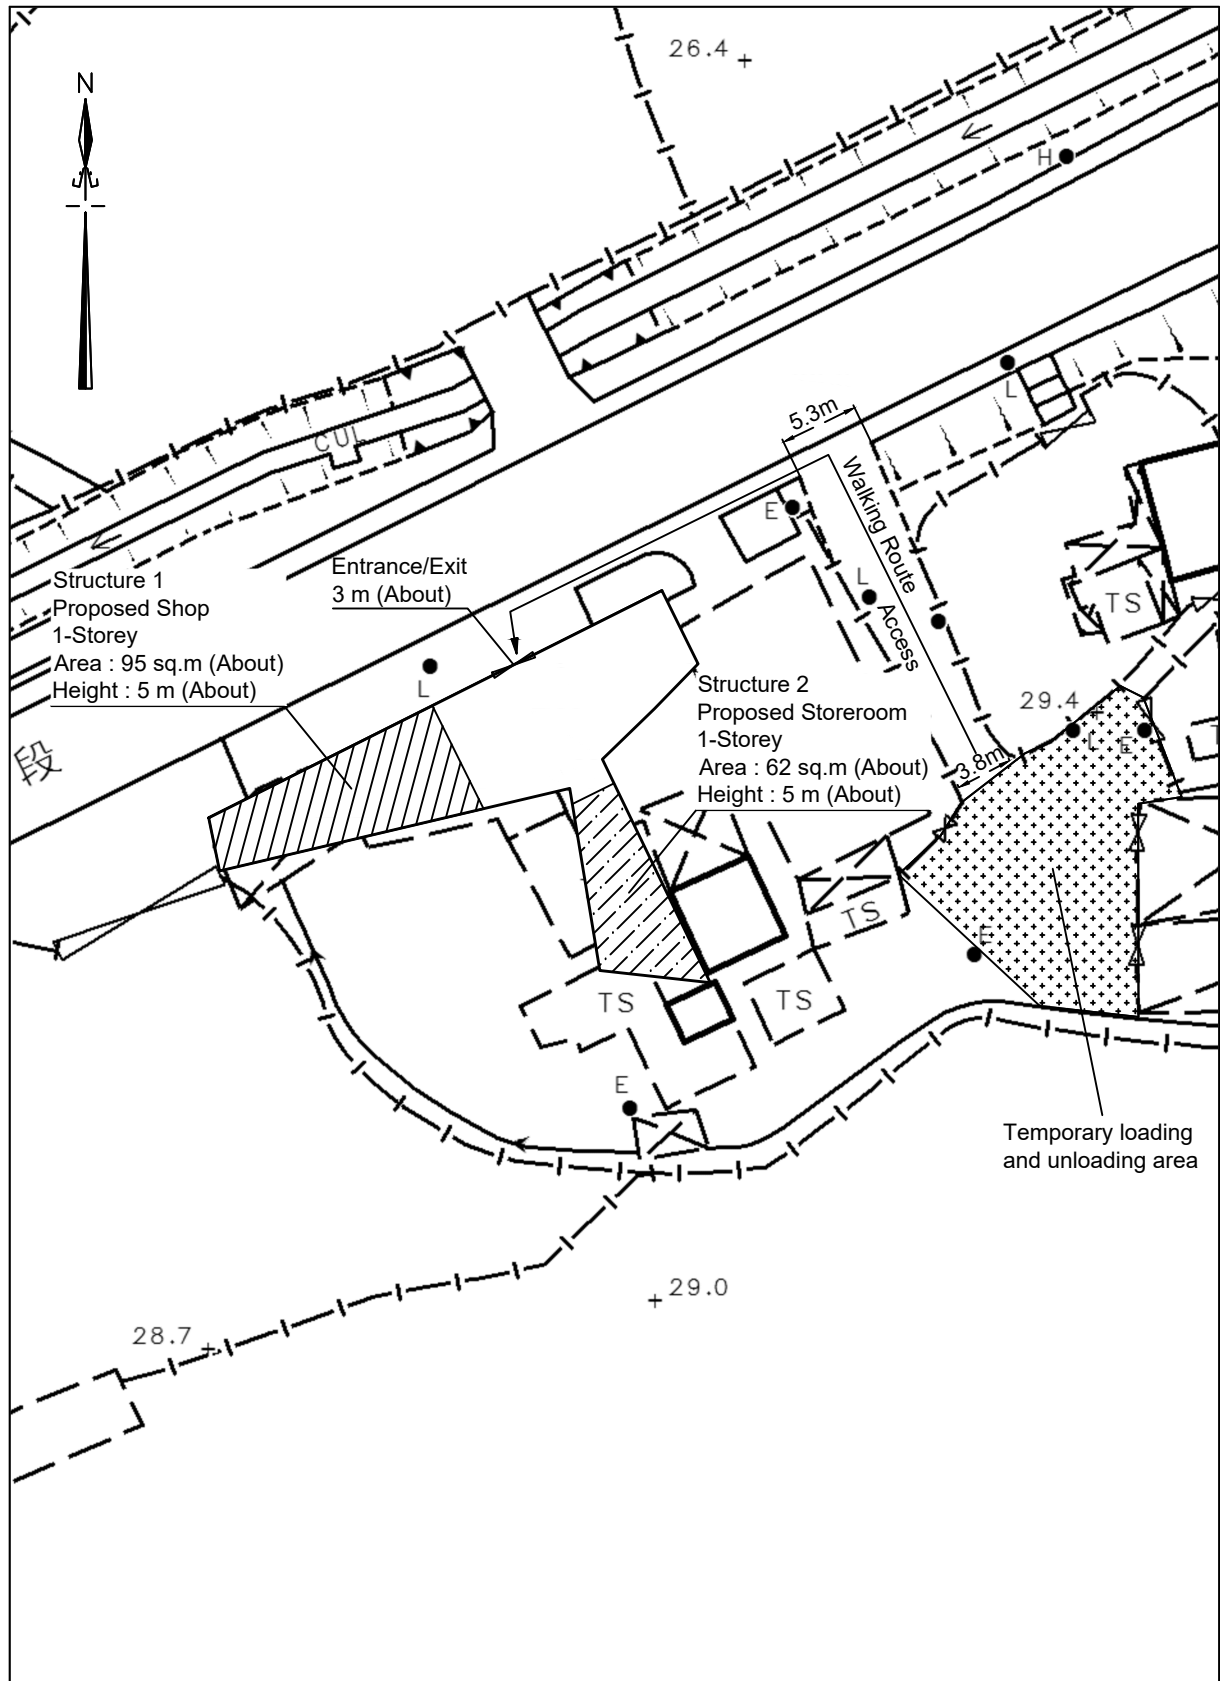 26.4
N
H
L
5.3m
CUL
Walking Route
E
Entrance/Exit
3 m (About)
Structure 1
Proposed Shop
1-Storey
Area : 95 sq.m (About)
Height : 5 m (About)
L
Access
TS
L
Structure 2
Proposed Storeroom
1-Storey
Area : 62 sq.m (About)
Height : 5 m (About)
29.4
L
E
T
段
3.8m
TS
E
TS
TS
E
Temporary loading
and unloading area
29.0
28.7